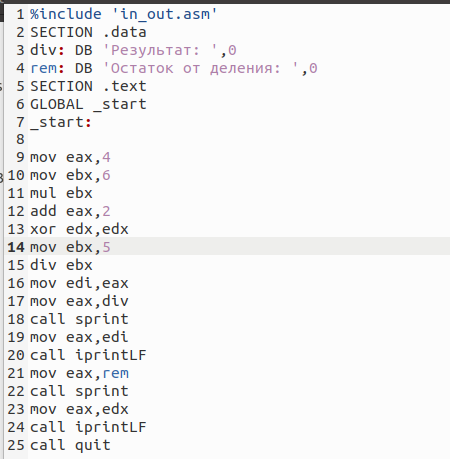 1 %include 'in_out.asm'
2 SECTION .data
3 div: DB 'Результат: ',0
4 rem: DB 'Остаток от деления: ',0
5 SECTION .text
6 GLOBAL _start
7 _start:
8
9 mov eax,4
10 mov ebx,6
11 mul ebx
12 add eax,2
13 xor edx,edx
14 mov ebx,5
15 div ebx
16 mov edi,eax
17 mov eax,div
18 call sprint
19 mov eax,edi
20 call iprintLF
21 mov eax,rem
22 call sprint
23 mov eax,edx
24 call iprintLF
25 call quit